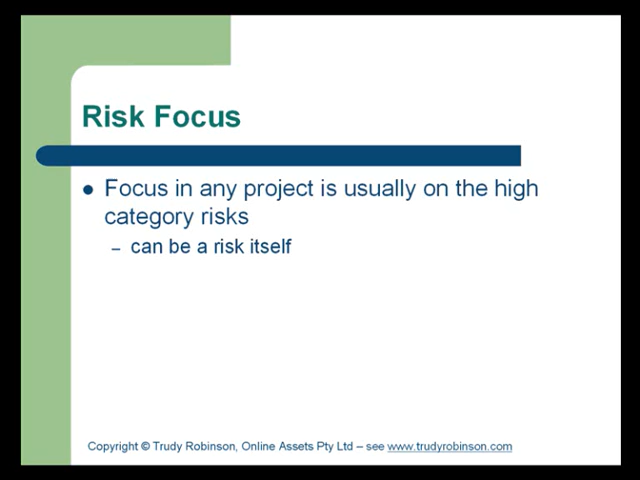 Risk Focus
● Focus in any project is usually on the high
category risks
– can be a risk itself
Copyright © Trudy Robinson, Online Assets Pty Ltd – see www.trudyrobinson.com